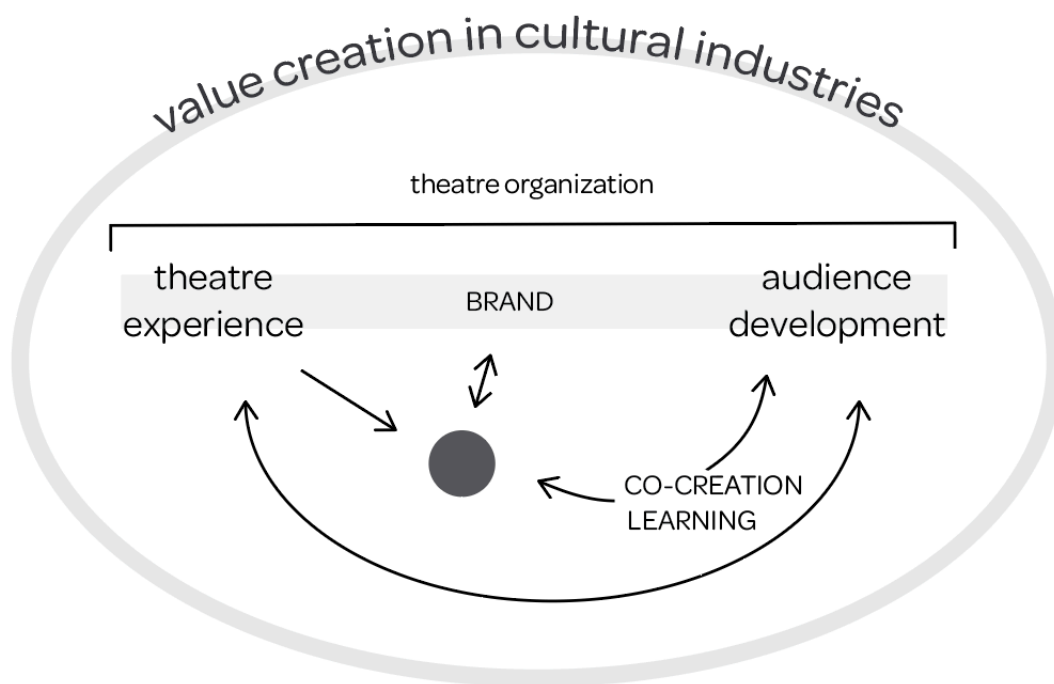 value creation in cultural industries
theatre organization
theatre
experience
BRAND
audience
development
CO-CREATION
LEARNING